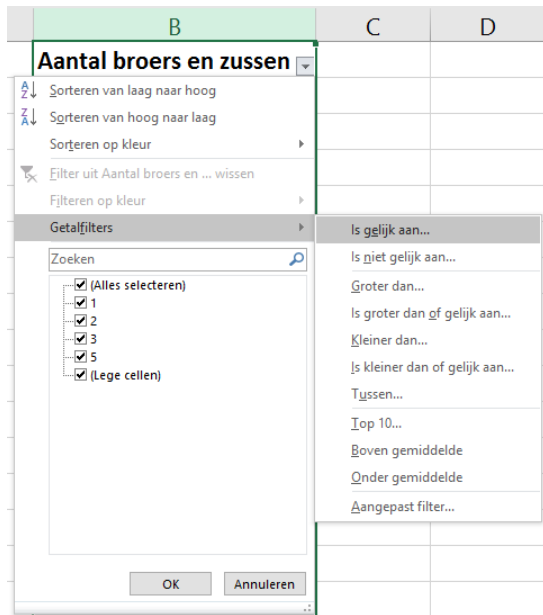 B C D
Aantal broers en zussen
Sorteren van laag naar hoog
Sorteren van hoog naar laag
Sorteren op kleur
Filter uit Aantal broers en ... wissen
Filteren op kleur
Getalfilters
Zoeken
(Alles selecteren)
1
2
3
5
(Lege cellen)
OK Annuleren
Is gelijk aan...
Is niet gelijk aan...
Groter dan...
Is groter dan of gelijk aan...
Kleiner dan...
Is kleiner dan of gelijk aan...
Tussen...
Top 10...
Boven gemiddelde
Onder gemiddelde
Aangepast filter...